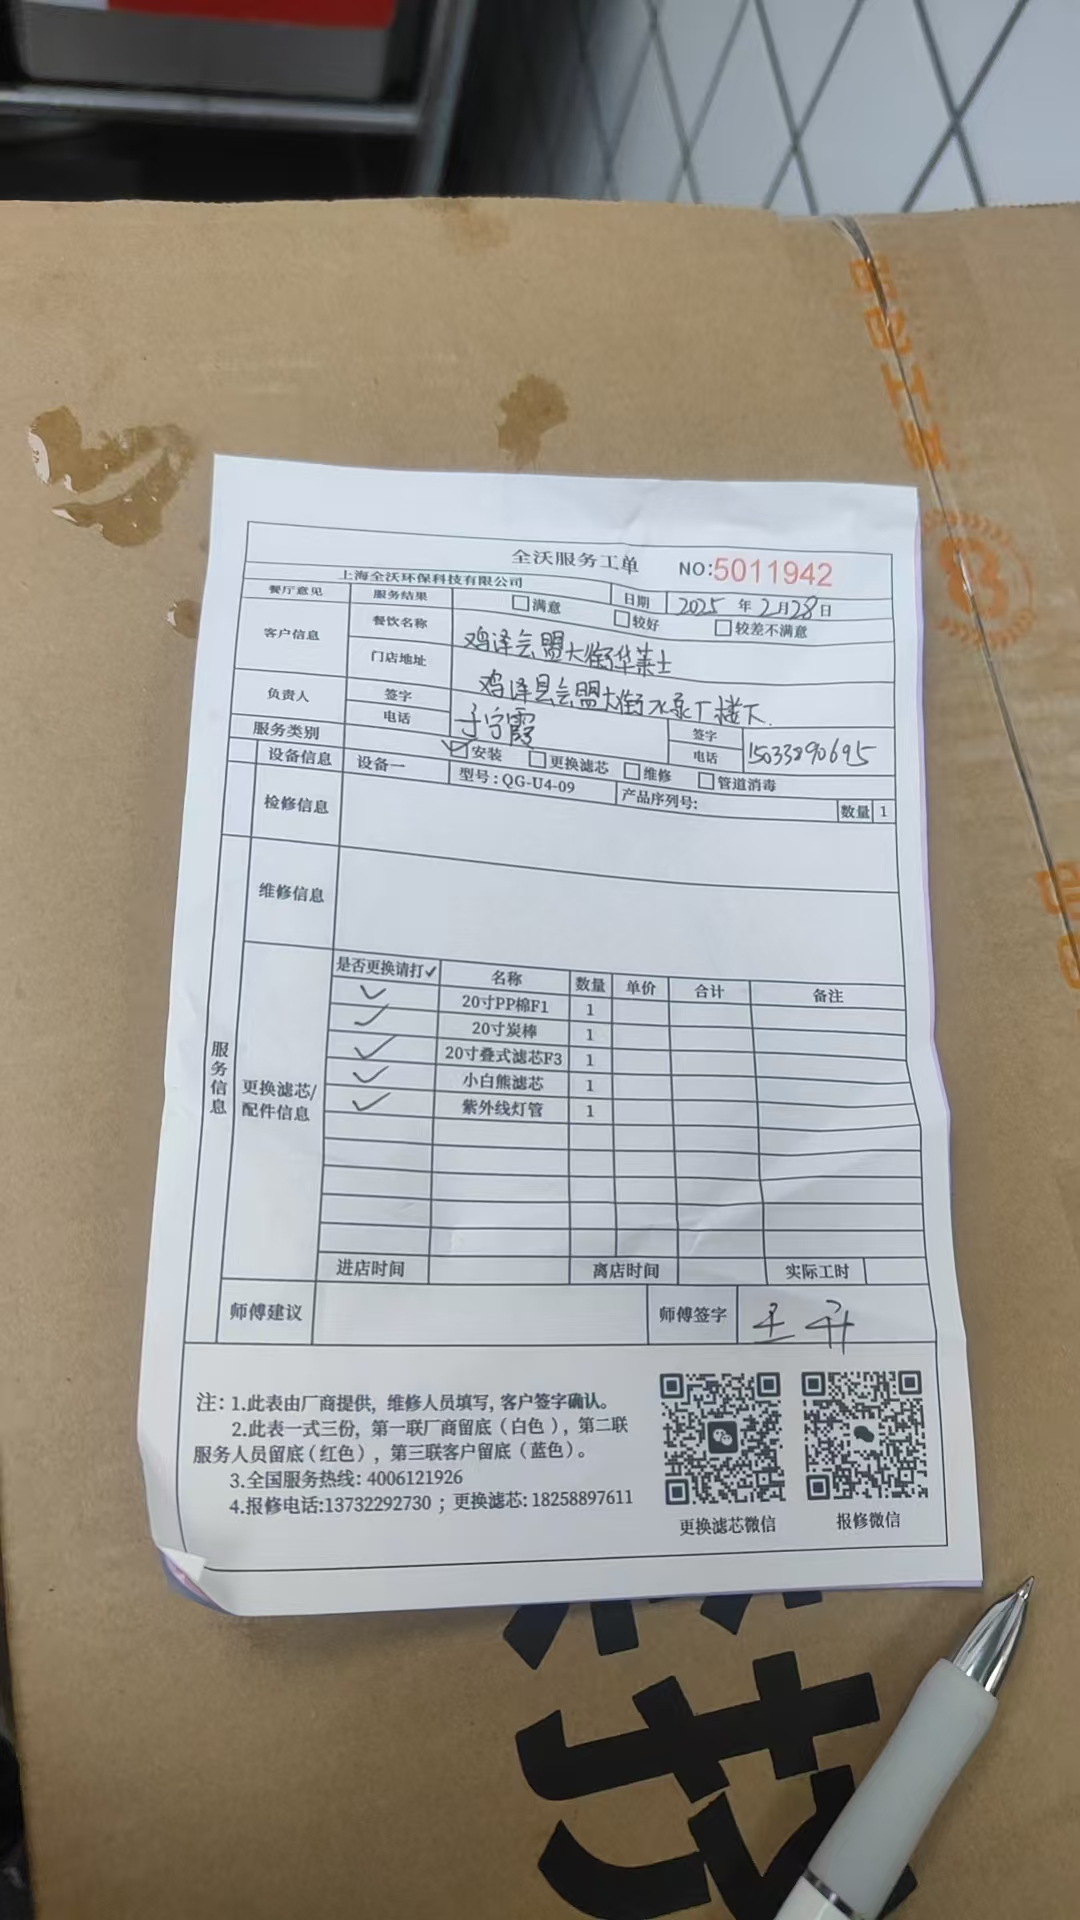 全沃服务工单 NO:5011942
上海全沃环保科技有限公司 日期 2025 年 2 月 28 日
餐厅意见 服务结果 满意 较好 较差不满意
客户信息 餐饮名称 鸡泽会盟大街华莱士
门店地址 鸡泽县会盟大街水泵厂楼下.
负责人 签字 宁霞 签字
电话 电话 15033890695
服务类别 安装 更换滤芯 维修 管道消毒
设备信息 设备一 型号:QG-U4-09 产品序列号: 数量 1
检修信息
维修信息
服务信息
更换滤芯/配件信息
是否更换请打✓ 名称 数量 单价 合计 备注
✓ 20寸PP棉F1 1
✓ 20寸炭棒 1
✓ 20寸叠式滤芯F3 1
✓ 小白熊滤芯 1
✓ 紫外线灯管 1
进店时间 离店时间 实际工时
师傅建议 师傅签字
注:1.此表由厂商提供,维修人员填写,客户签字确认。
2.此表一式三份,第一联厂商留底(白色),第二联
服务人员留底(红色),第三联客户留底(蓝色)。
3.全国服务热线:4006121926
4.报修电话:13732292730;更换滤芯:18258897611
更换滤芯微信 报修微信